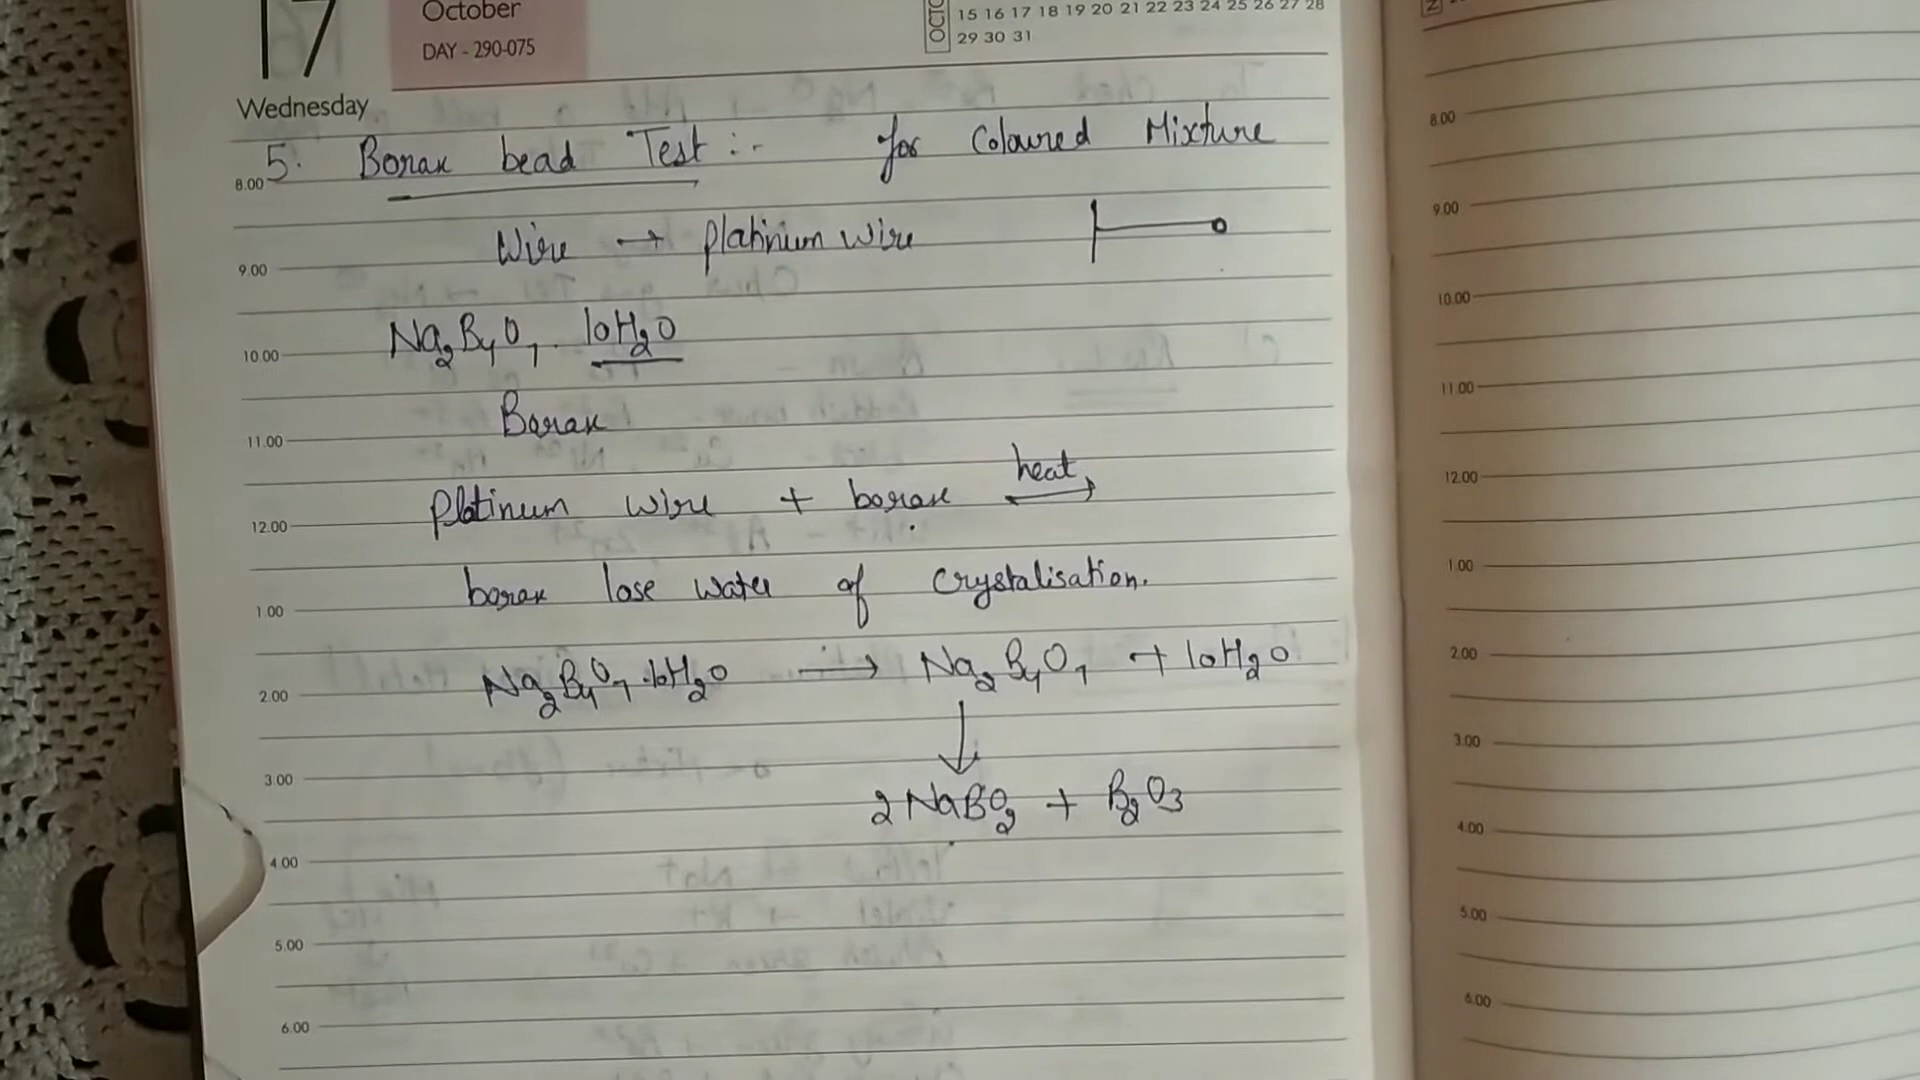 17
October
DAY - 290-075
15 16 17 18 19 20 21 22 23 24 25 26 27 28
29 30 31
Wednesday
5. Borax bead Test :- for Coloured Mixture
8.00
Wire → platinium wire
9.00
Na₂B₄O₇ . 10H₂O
10.00
Borax
11.00
heat
platinum wire + borax →
12.00
borax lose water of crystalisation.
1.00
Na₂B₄O₇ .10H₂O → Na₂B₄O₇ + 10H₂O
2.00
↓
3.00
2 NaBO₂ + B₂O₃
4.00
5.00
6.00
8.00
9.00
10.00
11.00
12.00
1.00
2.00
3.00
4.00
5.00
6.00